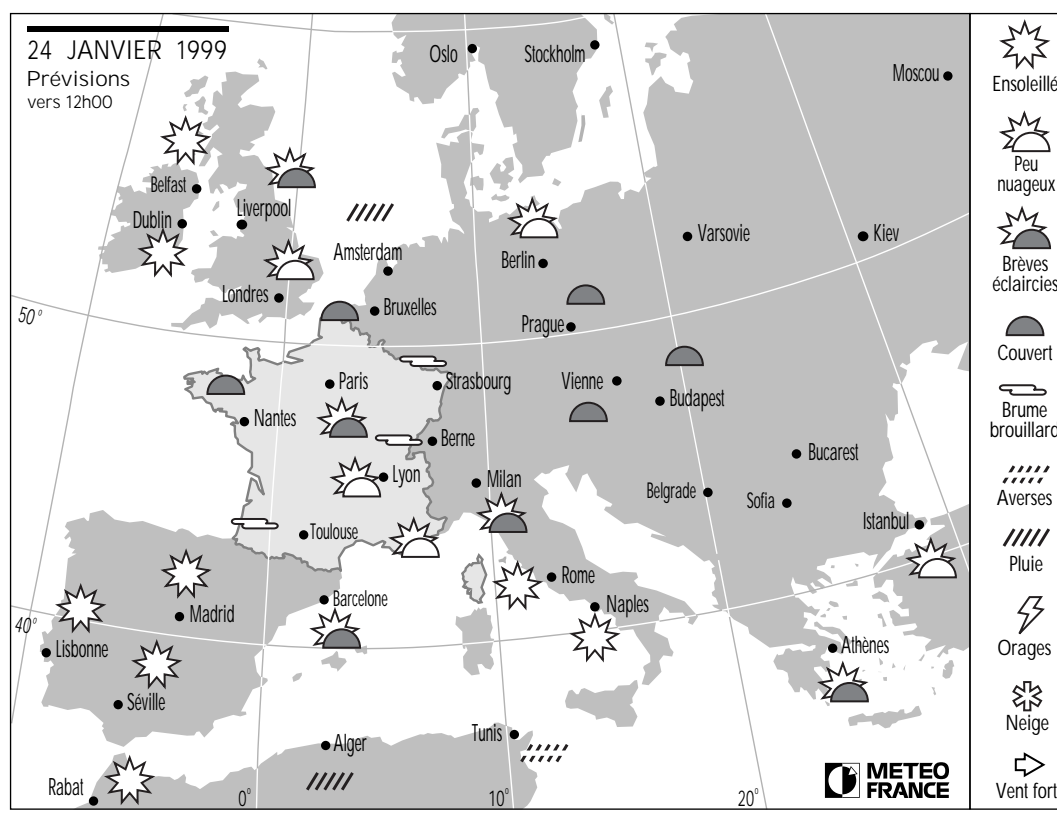 24 JANVIER 1999
Prévisions
vers 12h00
Oslo
Stockholm
Moscou
Belfast
Dublin
Liverpool
Amsterdam
Londres
Bruxelles
Berlin
Varsovie
Kiev
Prague
50°
Paris
Strasbourg
Vienne
Budapest
Nantes
Berne
Lyon
Milan
Bucarest
Belgrade
Sofia
Istanbul
Toulouse
Rome
Barcelone
Naples
Madrid
40°
Lisbonne
Athènes
Séville
Alger
Tunis
Rabat
0°
10°
20°
METEO
FRANCE
Ensoleillé
Peu
nuageux
Brèves
éclaircies
Couvert
Brume
brouillard
Averses
Pluie
Orages
Neige
Vent fort